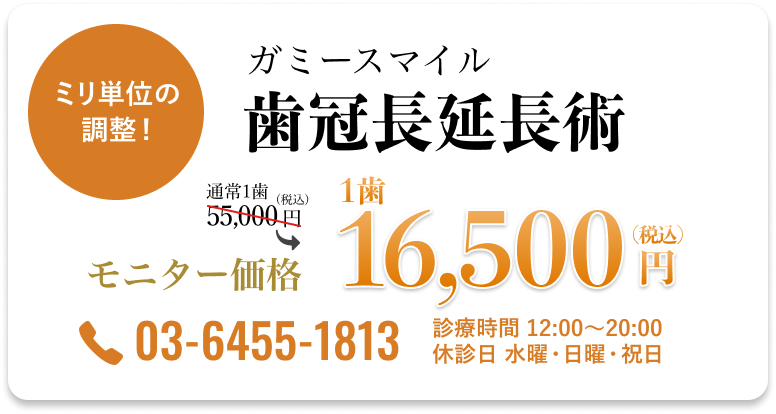 ミリ単位の
調整！
ガミースマイル
歯冠長延長術
通常1歯(税込)
55,000円
モニター価格
1歯
16,500円(税込)
03-6455-1813
診療時間 12:00〜20:00
休診日 水曜・日曜・祝日